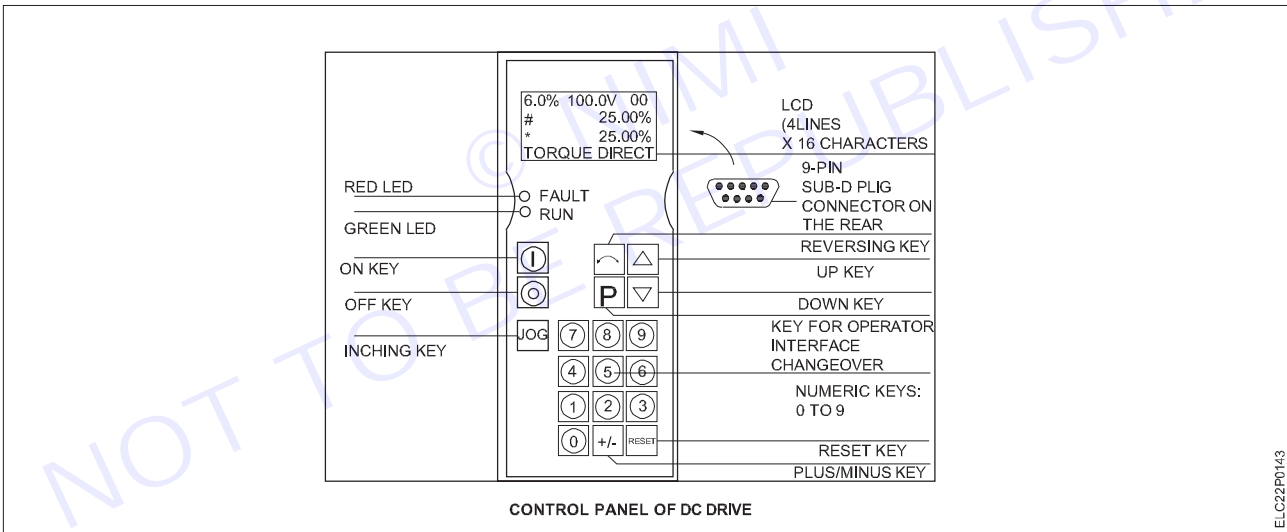 © NIMI
NOT TO BE REPUBLISHED
6.0% 100.0V 00
# 25.00%
* 25.00%
TORQUE DIRECT
LCD
(4LINES
X 16 CHARACTERS
9-PIN
SUB-D PLIG
CONNECTOR ON
THE REAR
RED LED
FAULT
RUN
GREEN LED
REVERSING KEY
ON KEY
UP KEY
P
OFF KEY
DOWN KEY
JOG
7 8 9
INCHING KEY
KEY FOR OPERATOR
INTERFACE
CHANGEOVER
4 5 6
NUMERIC KEYS:
0 TO 9
1 2 3
0 +/- RESET
RESET KEY
PLUS/MINUS KEY
CONTROL PANEL OF DC DRIVE
ELC22P0143